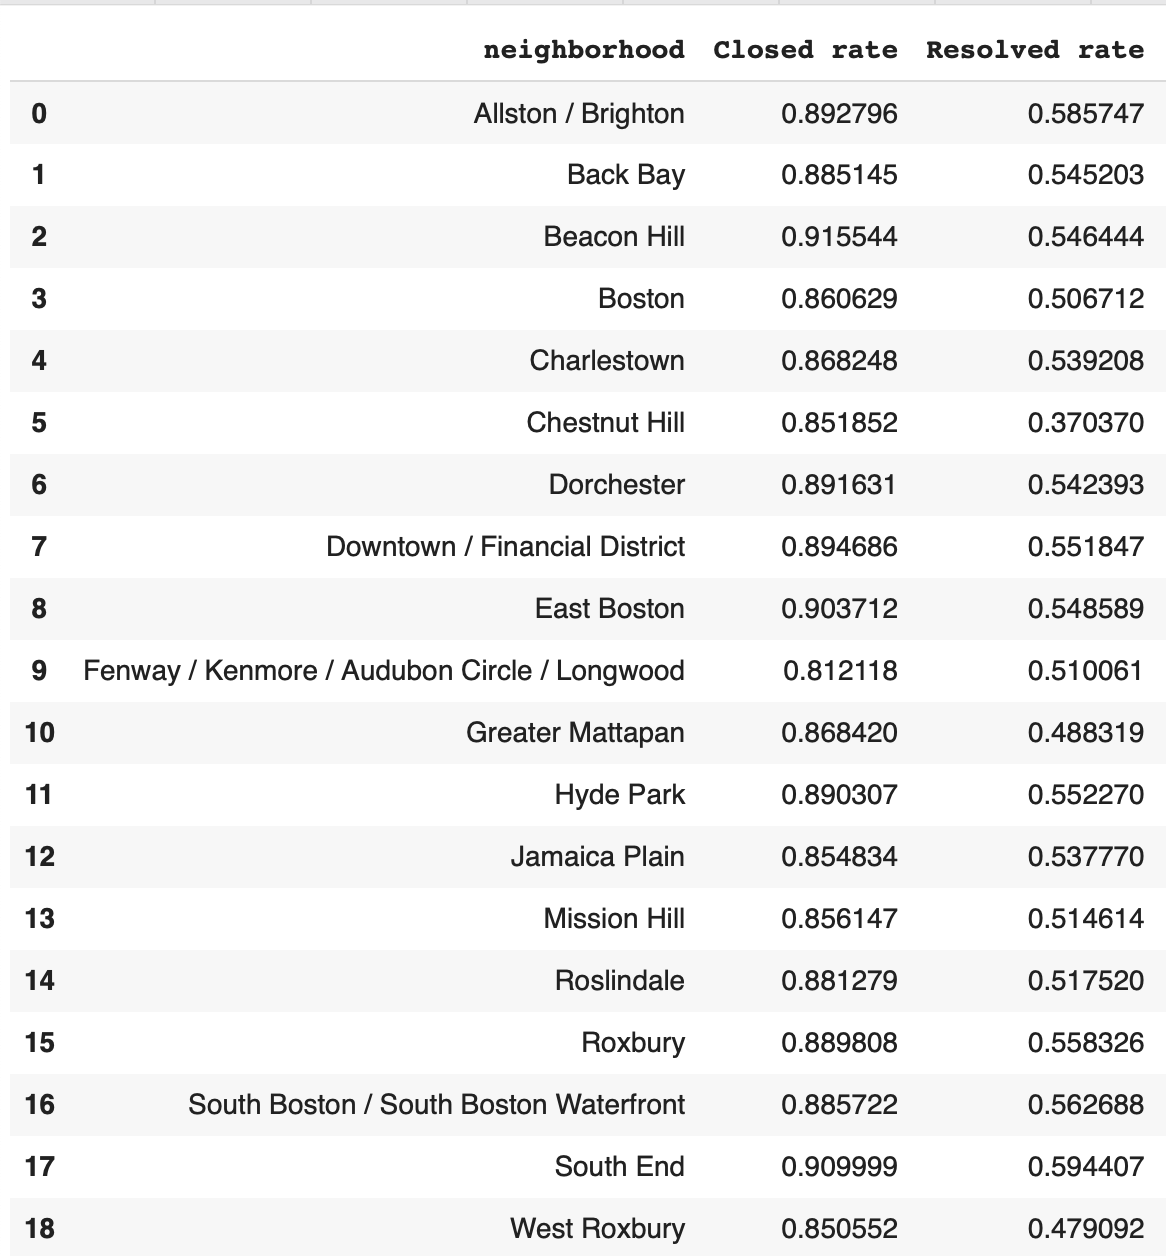 neighborhood Closed rate Resolved rate
0 Allston / Brighton 0.892796 0.585747
1 Back Bay 0.885145 0.545203
2 Beacon Hill 0.915544 0.546444
3 Boston 0.860629 0.506712
4 Charlestown 0.868248 0.539208
5 Chestnut Hill 0.851852 0.370370
6 Dorchester 0.891631 0.542393
7 Downtown / Financial District 0.894686 0.551847
8 East Boston 0.903712 0.548589
9 Fenway / Kenmore / Audubon Circle / Longwood 0.812118 0.510061
10 Greater Mattapan 0.868420 0.488319
11 Hyde Park 0.890307 0.552270
12 Jamaica Plain 0.854834 0.537770
13 Mission Hill 0.856147 0.514614
14 Roslindale 0.881279 0.517520
15 Roxbury 0.889808 0.558326
16 South Boston / South Boston Waterfront 0.885722 0.562688
17 South End 0.909999 0.594407
18 West Roxbury 0.850552 0.479092